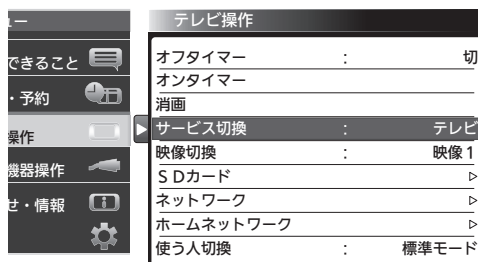 ュー
できること
・予約
操作
機器操作
せ・情報
テレビ操作
オフタイマー : 切
オンタイマー
消画
サービス切換 : テレビ
映像切換 : 映像1
SDカード
ネットワーク
ホームネットワーク
使う人切換 : 標準モード